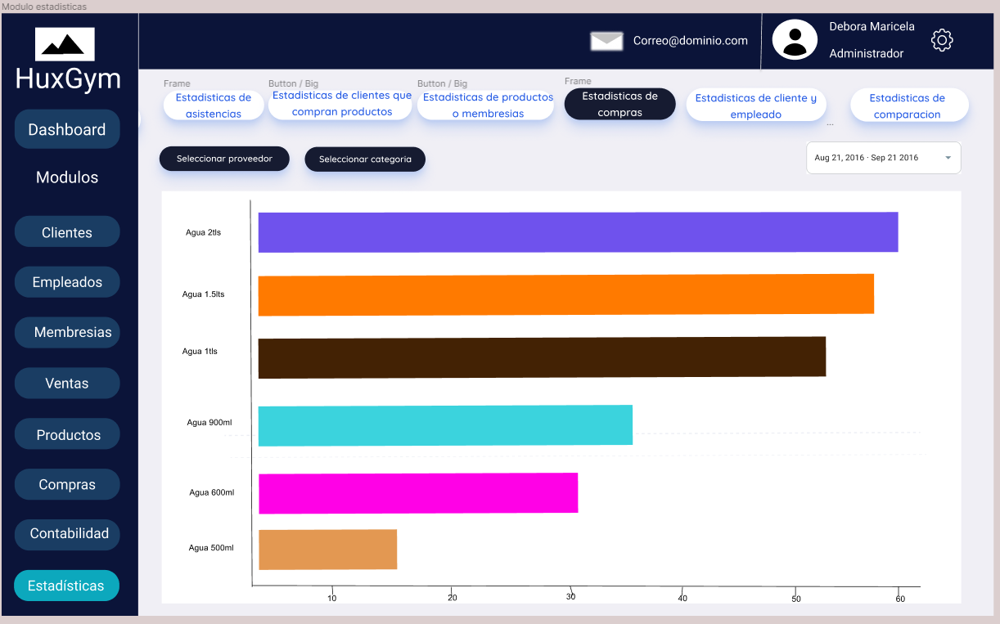 Modulo estadisticas
HuxGym
Correo@dominio.com
Debora Maricela
Administrador
Dashboard
Modulos
Clientes
Empleados
Membresias
Ventas
Productos
Compras
Contabilidad
Estadísticas
Frame
Estadisticas de
asistencias
Button / Big
Estadisticas de clientes que
compran productos
Button / Big
Estadisticas de productos
o membresias
Frame
Estadisticas de
compras
Estadisticas de cliente y
empleado
...
Estadisticas de
comparacion
Seleccionar proveedor
Seleccionar categoria
Aug 21, 2016 - Sep 21 2016
Agua 2tls
Agua 1.5lts
Agua 1tls
Agua 900ml
Agua 600ml
Agua 500ml
10 20 30 40 50 60